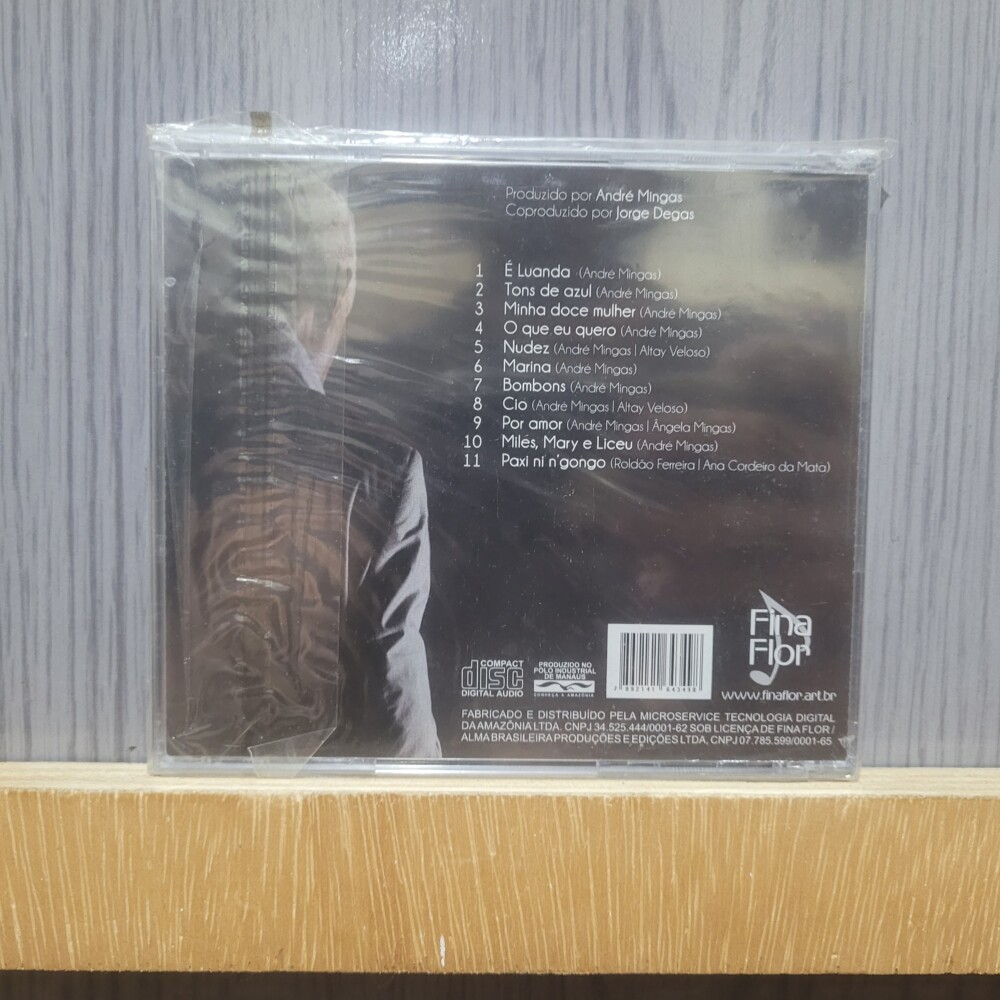 Produzido por André Mingas
Coproduzido por Jorge Degas
1 É Luanda (André Mingas)
2 Tons de azul (André Mingas)
3 Minha doce mulher (André Mingas)
4 O que eu quero (André Mingas)
5 Nudez (André Mingas | Altay Veloso)
6 Marina (André Mingas)
7 Bombons (André Mingas)
8 Cio (André Mingas | Altay Veloso)
9 Por amor (André Mingas | Ângela Mingas)
10 Miles, Mary e Liceu (André Mingas)
11 Paxi ní n'gongo (Roldão Ferreira | Ana Cordeiro da Mata)
Fina
Flor
www.finaflor.art.br
COMPACT
disc
DIGITAL AUDIO
PRODUZIDO NO
POLO INDUSTRIAL
DE MANAUS
CONHEÇA A AMAZÔNIA
FABRICADO E DISTRIBUÍDO PELA MICROSERVICE TECNOLOGIA DIGITAL
DA AMAZÔNIA LTDA. CNPJ 34.525.444/0001-62 SOB LICENÇA DE FINA FLOR /
ALMA BRASILEIRA PRODUÇÕES E EDIÇÕES LTDA, CNPJ 07.785.599/0001-65